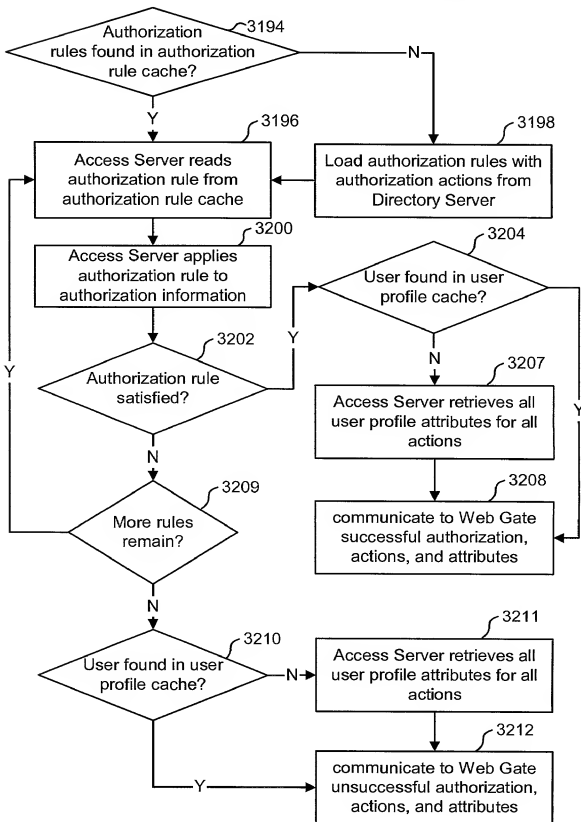 3194
Authorization
rules found in authorization
rule cache?
N
Y
3196
Access Server reads
authorization rule from
authorization rule cache
3198
Load authorization rules with
authorization actions from
Directory Server
3200
Access Server applies
authorization rule to
authorization information
3204
User found in user
profile cache?
3202
Authorization rule
satisfied?
Y
Y
N
Y
3207
Access Server retrieves all
user profile attributes for all
actions
N
3209
More rules
remain?
3208
communicate to Web Gate
successful authorization,
actions, and attributes
N
3210
User found in user
profile cache?
N
3211
Access Server retrieves all
user profile attributes for all
actions
Y
3212
communicate to Web Gate
unsuccessful authorization,
actions, and attributes